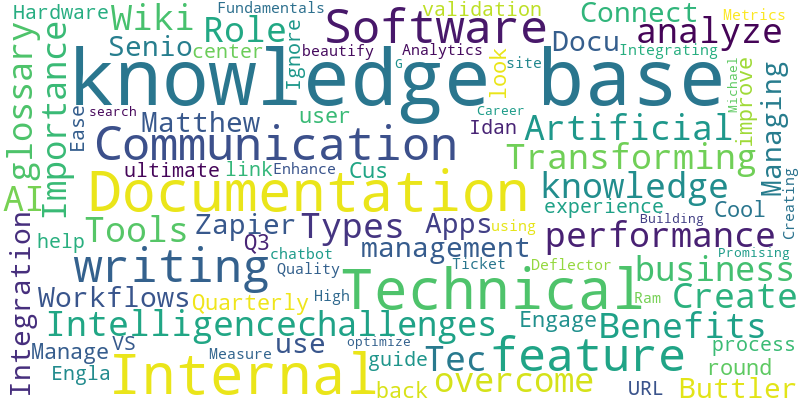 Hardware
Wiki
Fundamentals
Role
Software
validation
Connect
Metrics
Senio
center
Ignore
beautify
Analytics
look
Docu
analyze
Integrating
glossary
Importance
knowledge base
G
site
improve
Michael
Managing
Ease
search
Matthew
user
Career
Idan
Artificial
Communication
Transforming
AI
ultimate
link
Enhance
Cus
knowledge
Documentation
experience
Cool
Creating
Tools
Zapier
Types
Apps
using
Building
performance
help
Q3
chatbot
management
Promising
Integration
writing
Quality
Ticket
Deflector
business
Workflows
Quarterly
High
Technical
Ram
Create
Intelligencechallenges
Engage
Benefits
Manage
VS
Measure
use
optimize
guide
Tec
feature
process
Engla
Internal
back
overcome
URL
round
Buttler